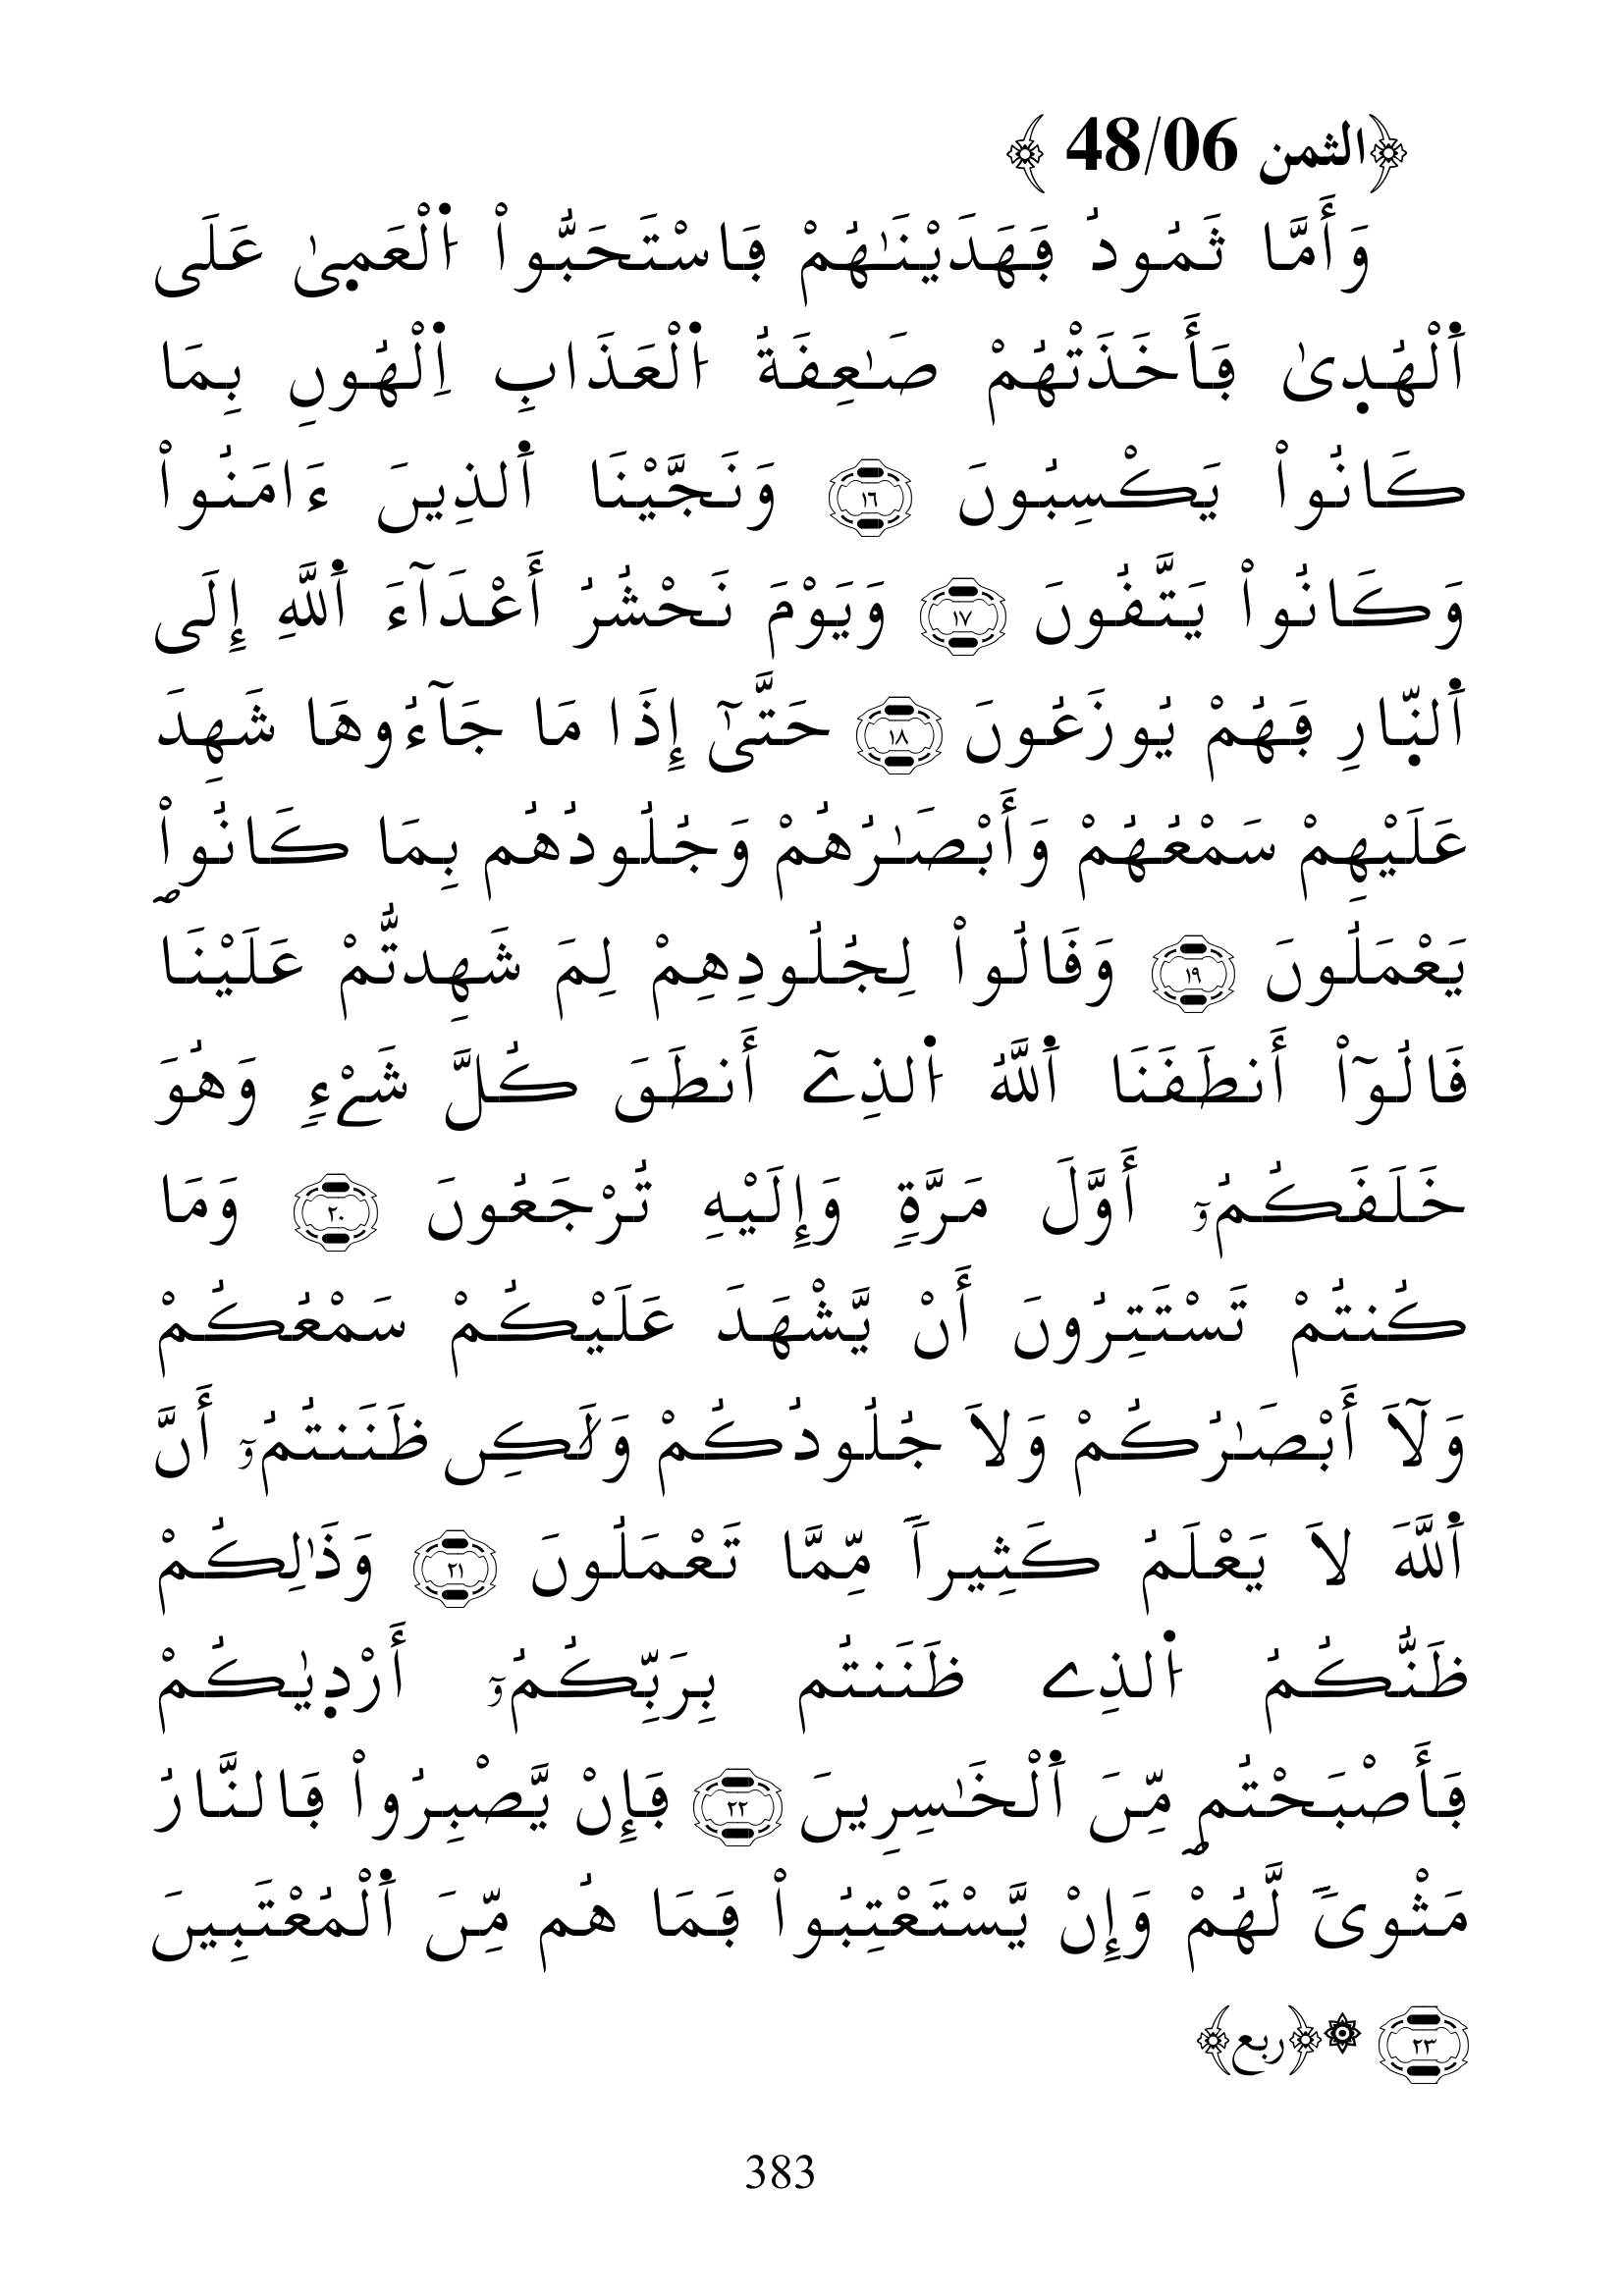 ﴿الثمن 48/06 ﴾
وَأَمَّا ثَمُودُ فَهَدَيْنَٰهُمْ فَاسْتَحَبُّواْ اُ۬لْعَم۪يٰ عَلَى
اَ۬لْهُد۪يٰ فَأَخَذَتْهُمْ صَٰعِقَةُ اُ۬لْعَذَابِ اِ۬لْهُونِ بِمَا
كَانُواْ يَكْسِبُونَ ١٦ وَنَجَّيْنَا اَ۬لذِينَ ءَامَنُواْ
وَكَانُواْ يَتَّقُونَ ١٧ وَيَوْمَ نَحْشُرُ أَعْدَآءَ اَ۬للَّهِ إِلَى
اَ۬لنّ۪ارِ فَهُمْ يُوزَعُونَ ١٨ حَتَّىٰٓ إِذَا مَا جَآءُوهَا شَهِدَ
عَلَيْهِمْ سَمْعُهُمْ وَأَبْصَٰرُهُمْ وَجُلُودُهُم بِمَا كَانُواْۖ
يَعْمَلُونَ ١٩ وَقَالُواْ لِجُلُودِهِمْ لِمَ شَهِدتُّمْ عَلَيْنَا
قَالُوٓاْ أَنطَقَنَا اَ۬للَّهُ اُ۬لذِےٓ أَنطَقَ كُلَّ شَےْءٖ وَهُوَ
خَلَقَكُمُۥٓ أَوَّلَ مَرَّةٖ وَإِلَيْهِ تُرْجَعُونَ ٢٠ وَمَا
كُنتُمْ تَسْتَتِرُونَ أَنْ يَّشْهَدَ عَلَيْكُمْ سَمْعُكُمْ
وَلَآ أَبْصَٰرُكُمْ وَلَا جُلُودُكُمْ وَلَٰكِن ظَنَنتُمُۥٓ أَنَّ
اَ۬للَّهَ لَا يَعْلَمُ كَثِيراٗ مِّمَّا تَعْمَلُونَ ٢١ وَذَٰلِكُمْ
ظَنُّكُمُ اُ۬لذِے ظَنَنتُم بِرَبِّكُمُۥٓ أَرْد۪يٰكُمْ
فَأَصْبَحْتُمۖ مِّنَ اَ۬لْخَٰسِرِينَ ٢٢ فَإِنْ يَّصْبِرُواْ فَالنَّارُ
مَثْوىٗ لَّهُمْ وَإِنْ يَّسْتَعْتِبُواْ فَمَا هُم مِّنَ اَ۬لْمُعْتَبِينَ
٢٣ ۞﴿ربع﴾
383